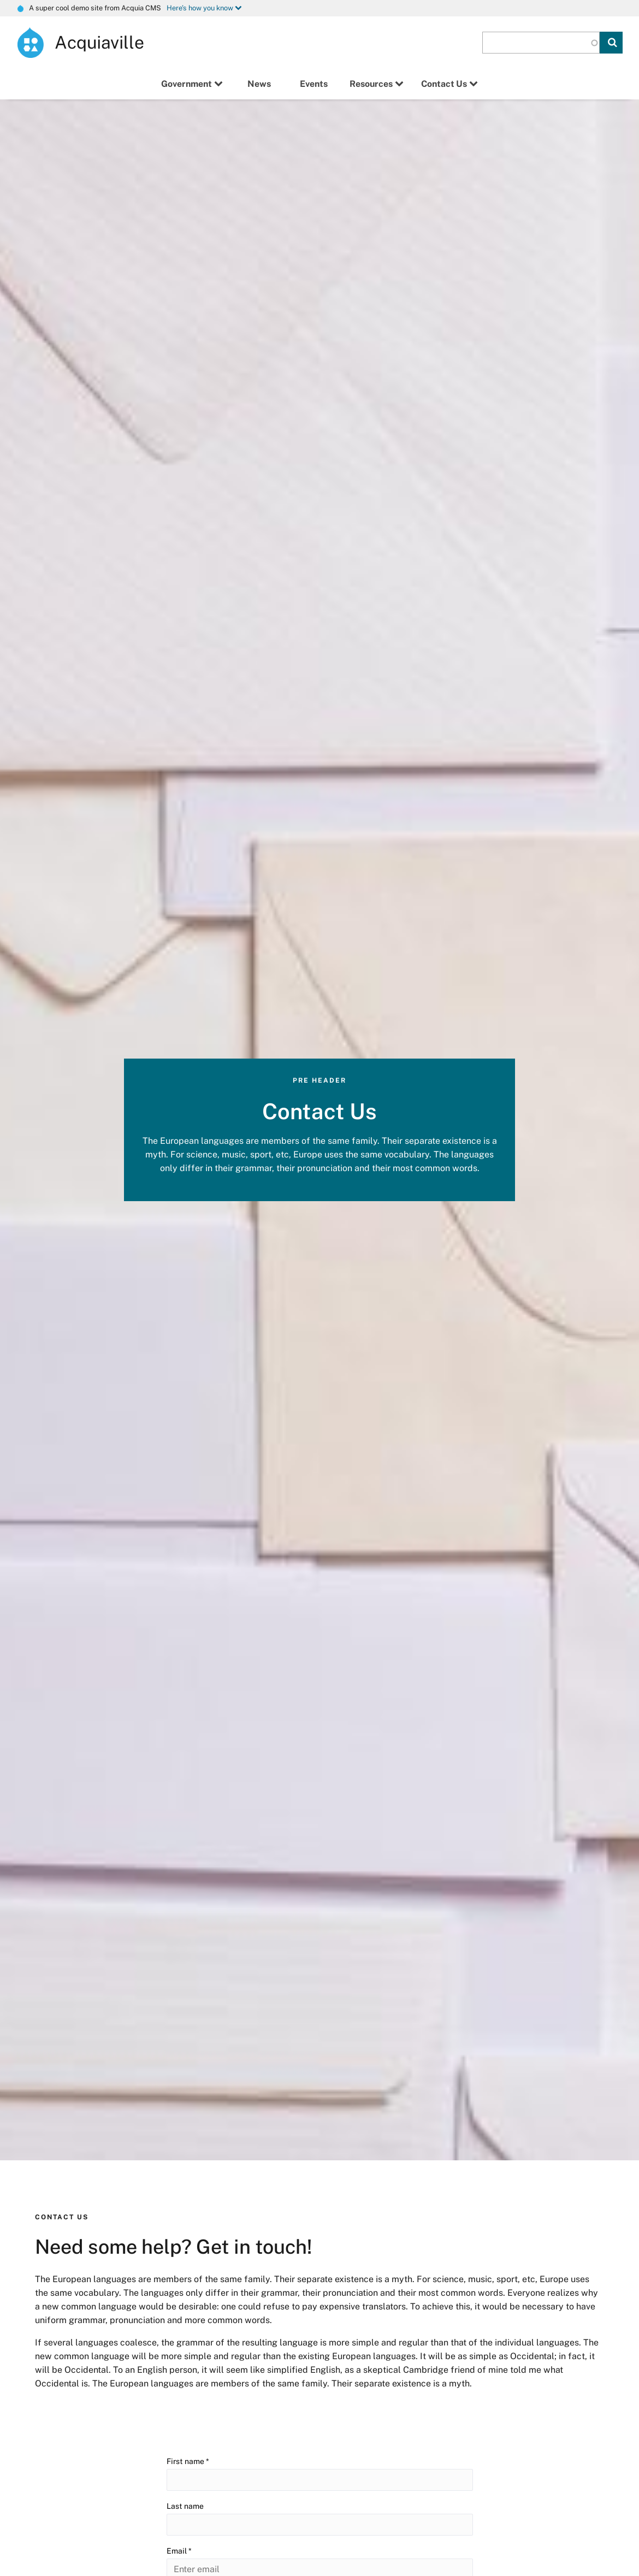 A super cool demo site from Acquia CMS Here's how you know
Acquiaville
Government News Events Resources Contact Us
PRE HEADER
Contact Us
The European languages are members of the same family. Their separate existence is a
myth. For science, music, sport, etc, Europe uses the same vocabulary. The languages
only differ in their grammar, their pronunciation and their most common words.
CONTACT US
Need some help? Get in touch!
The European languages are members of the same family. Their separate existence is a myth. For science, music, sport, etc, Europe uses
the same vocabulary. The languages only differ in their grammar, their pronunciation and their most common words. Everyone realizes why
a new common language would be desirable: one could refuse to pay expensive translators. To achieve this, it would be necessary to have
uniform grammar, pronunciation and more common words.
If several languages coalesce, the grammar of the resulting language is more simple and regular than that of the individual languages. The
new common language will be more simple and regular than the existing European languages. It will be as simple as Occidental; in fact, it
will be Occidental. To an English person, it will seem like simplified English, as a skeptical Cambridge friend of mine told me what
Occidental is. The European languages are members of the same family. Their separate existence is a myth.
First name *
Last name
Email *
Enter email